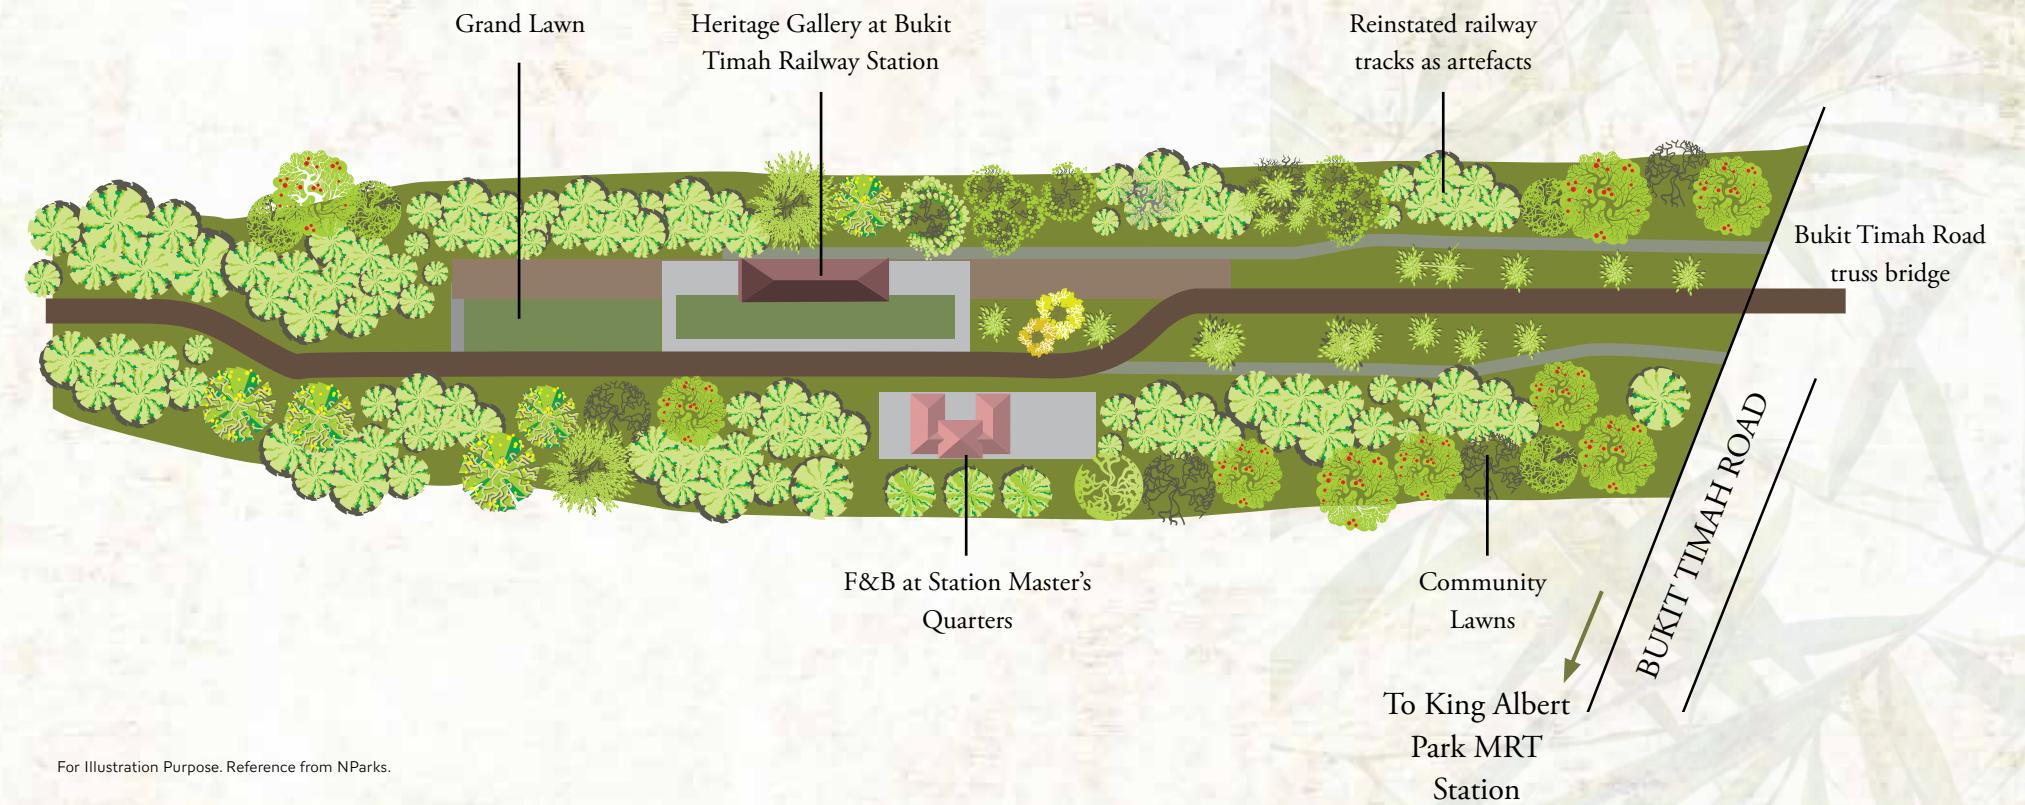 Grand Lawn
Heritage Gallery at Bukit
Timah Railway Station
Reinstated railway
tracks as artefacts
Bukit Timah Road
truss bridge
BUKIT TIMAH ROAD
F&B at Station Master’s
Quarters
Community
Lawns
To King Albert
Park MRT
Station
For Illustration Purpose. Reference from NParks.